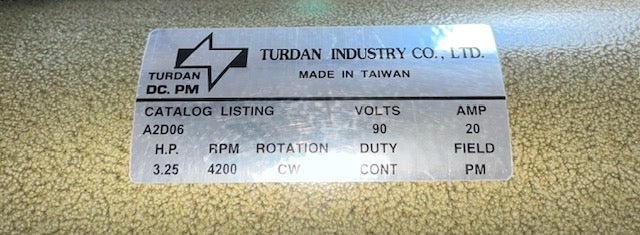 TURDAN INDUSTRY CO., LTD.
MADE IN TAIWAN
TURDAN
DC. PM
CATALOG LISTING VOLTS AMP
A2D06 90 20
H.P. RPM ROTATION DUTY FIELD
3.25 4200 CW CONT PM